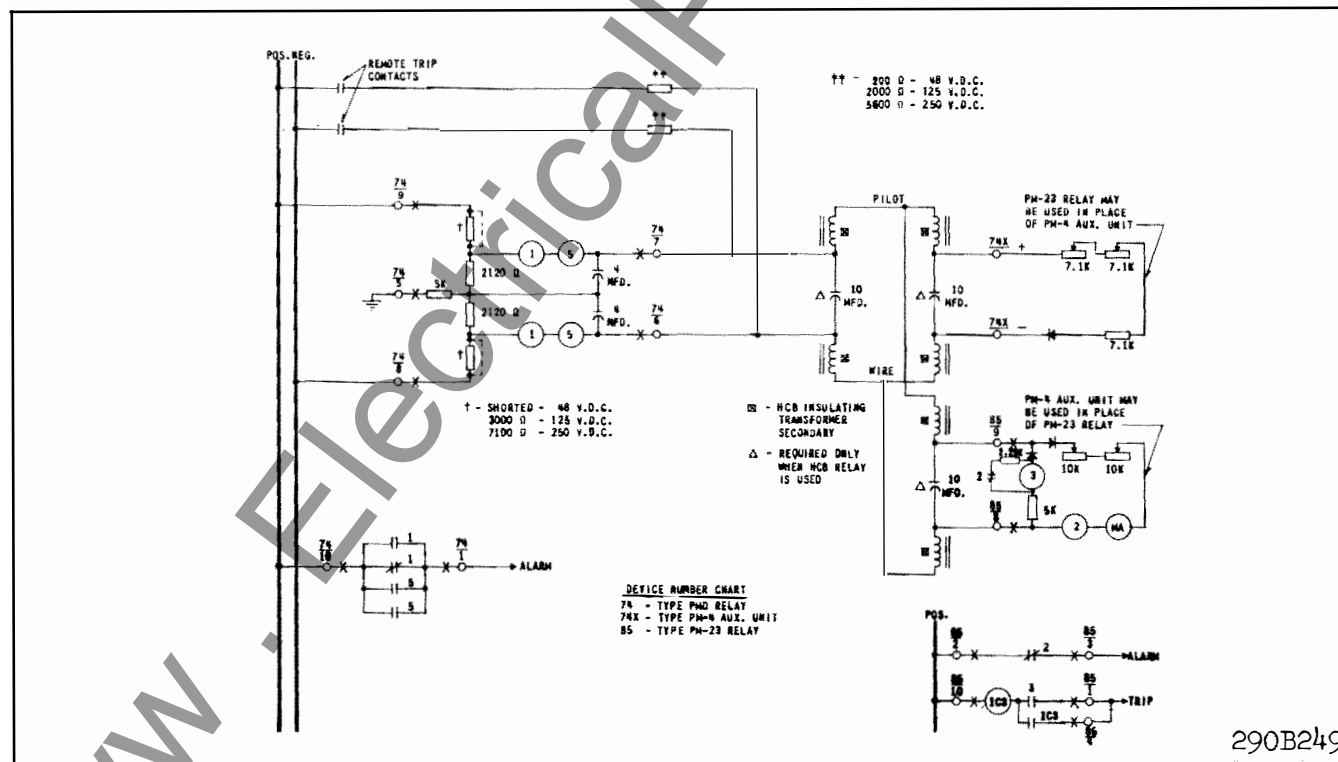 www. ElectricalP
POS. NEG.
REMOTE TRIP
CONTACTS
††
††
†† - 200 Ω - 48 V.D.C.
2000 Ω - 125 V.D.C.
5600 Ω - 250 V.D.C.
74
9
†
74
5
5K
2120 Ω
2120 Ω
†
74
8
1
5
1
5
4
MFD.
4
MFD.
74
7
74
6
† - SHORTED - 48 V.D.C.
3000 Ω - 125 V.D.C.
7100 Ω - 250 V.D.C.
PILOT
WIRE
10
MFD.
10
MFD.
10
MFD.
74X +
74X -
7.1K
7.1K
7.1K
PM-23 RELAY MAY
BE USED IN PLACE
OF PM-4 AUX. UNIT
PM-4 AUX. UNIT MAY
BE USED IN PLACE
OF PM-23 RELAY
- HCB INSULATING
TRANSFORMER
SECONDARY
Δ - REQUIRED ONLY
WHEN HCB RELAY
IS USED
85
9
2
3
5K
10K
10K
2
MA
85
74
10
1
1
5
5
74
1
ALARM
DEVICE NUMBER CHART
74 - TYPE PMD RELAY
74X - TYPE PM-4 AUX. UNIT
85 - TYPE PM-23 RELAY
POS.
85
2
2
85
3
ALARM
85
10
ICS
3
85
1
TRIP
ICS
290B249